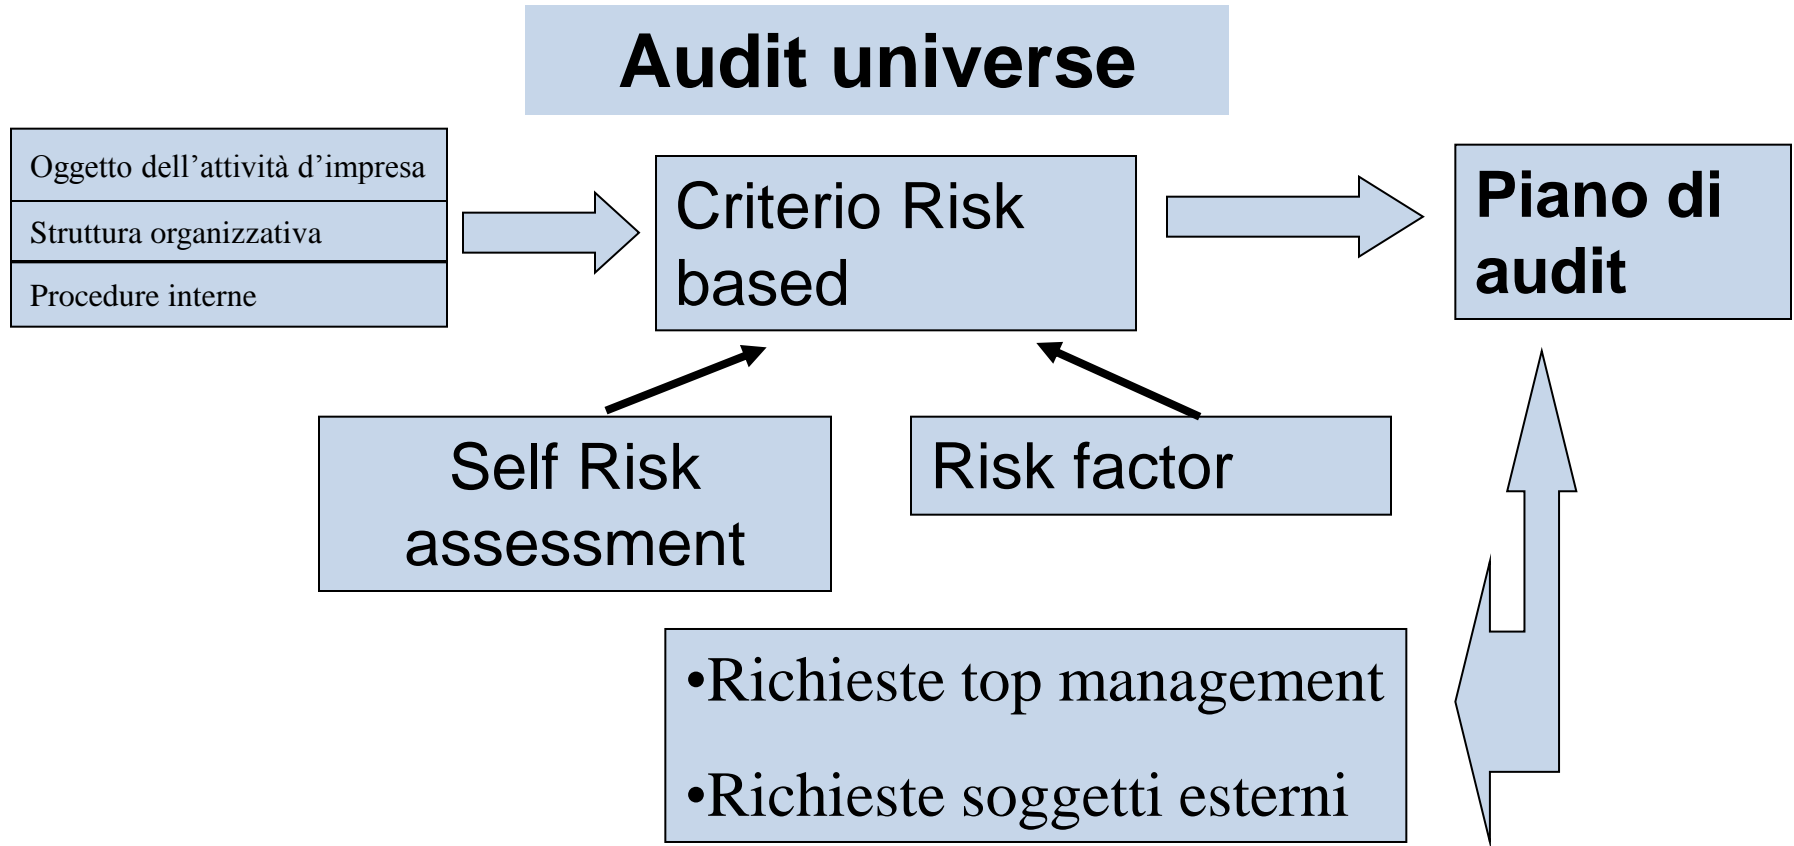 Audit universe
Oggetto dell’attività d’impresa
Struttura organizzativa
Procedure interne
Criterio Risk
based
Piano di
audit
Self Risk
assessment
Risk factor
•Richieste top management
•Richieste soggetti esterni